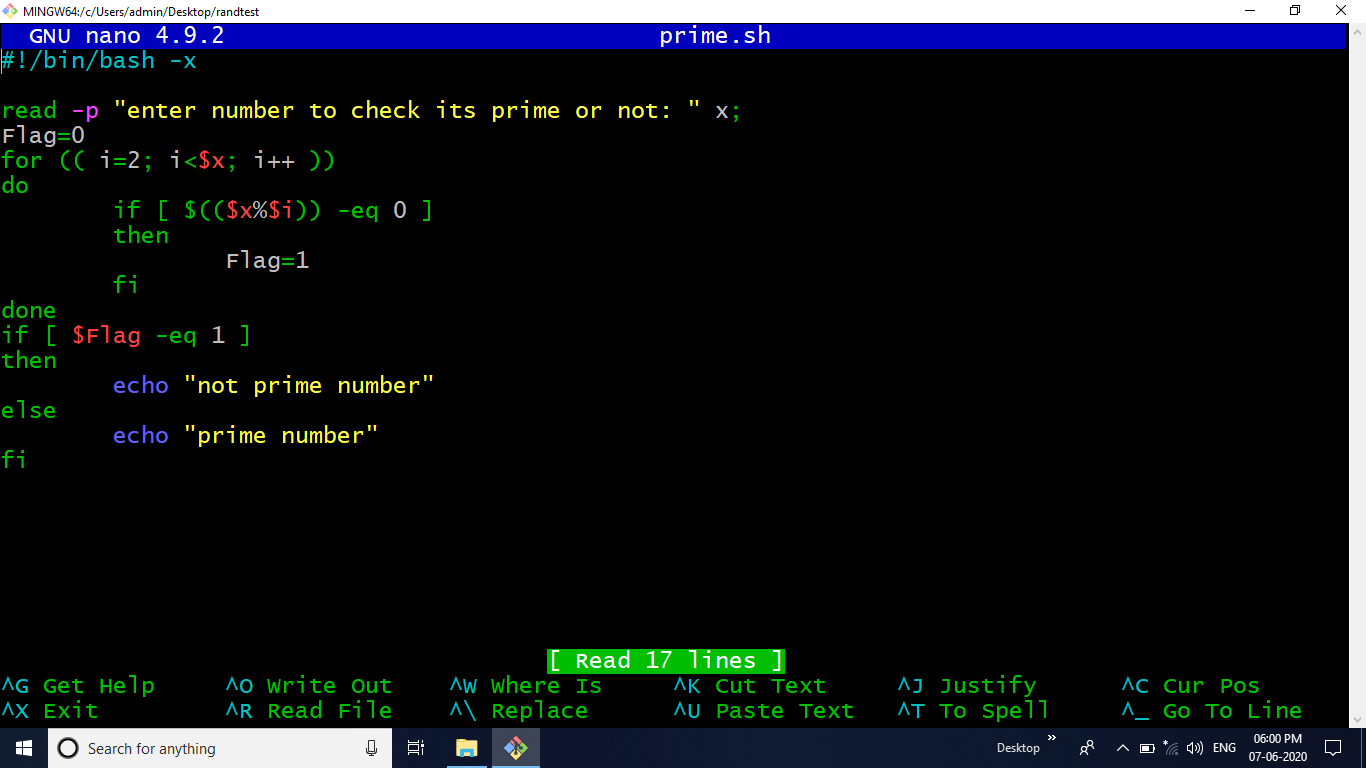 MINGW64:/c/Users/admin/Desktop/randtest
GNU nano 4.9.2 prime.sh
#!/bin/bash -x
read -p "enter number to check its prime or not: " x;
Flag=0
for (( i=2; i<$x; i++ ))
do
if [ $(($x%$i)) -eq 0 ]
then
Flag=1
fi
done
if [ $Flag -eq 1 ]
then
echo "not prime number"
else
echo "prime number"
fi
[ Read 17 lines ]
^G Get Help ^O Write Out ^W Where Is ^K Cut Text ^J Justify ^C Cur Pos
^X Exit ^R Read File ^\ Replace ^U Paste Text ^T To Spell ^_ Go To Line
Search for anything Desktop » ENG 06:00 PM
07-06-2020